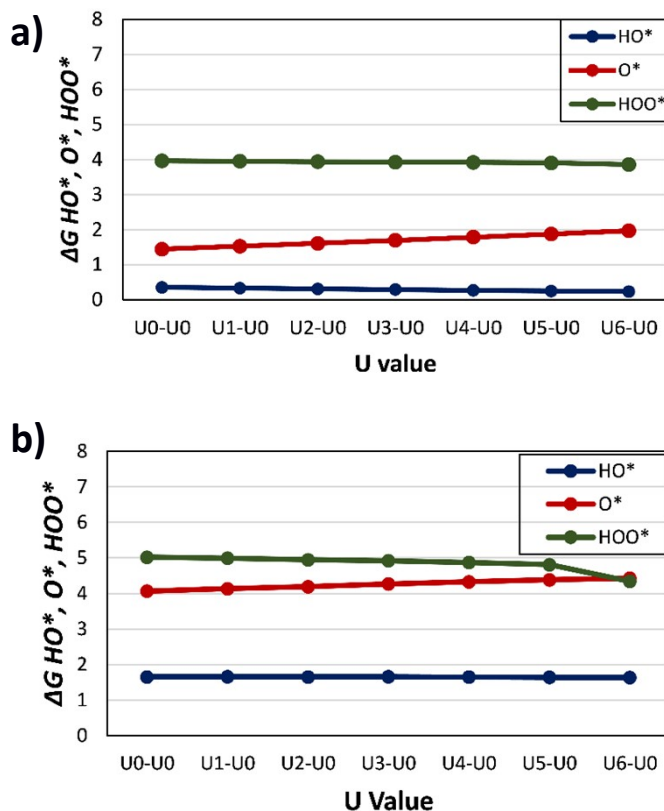 a)
8
7
6
5
4
3
2
1
0
ΔG HO*, O*, HOO*
HO*
O*
HOO*
U0-U0 U1-U0 U2-U0 U3-U0 U4-U0 U5-U0 U6-U0
U value
b)
8
7
6
5
4
3
2
1
0
ΔG HO*, O*, HOO*
HO*
O*
HOO*
U0-U0 U1-U0 U2-U0 U3-U0 U4-U0 U5-U0 U6-U0
U Value